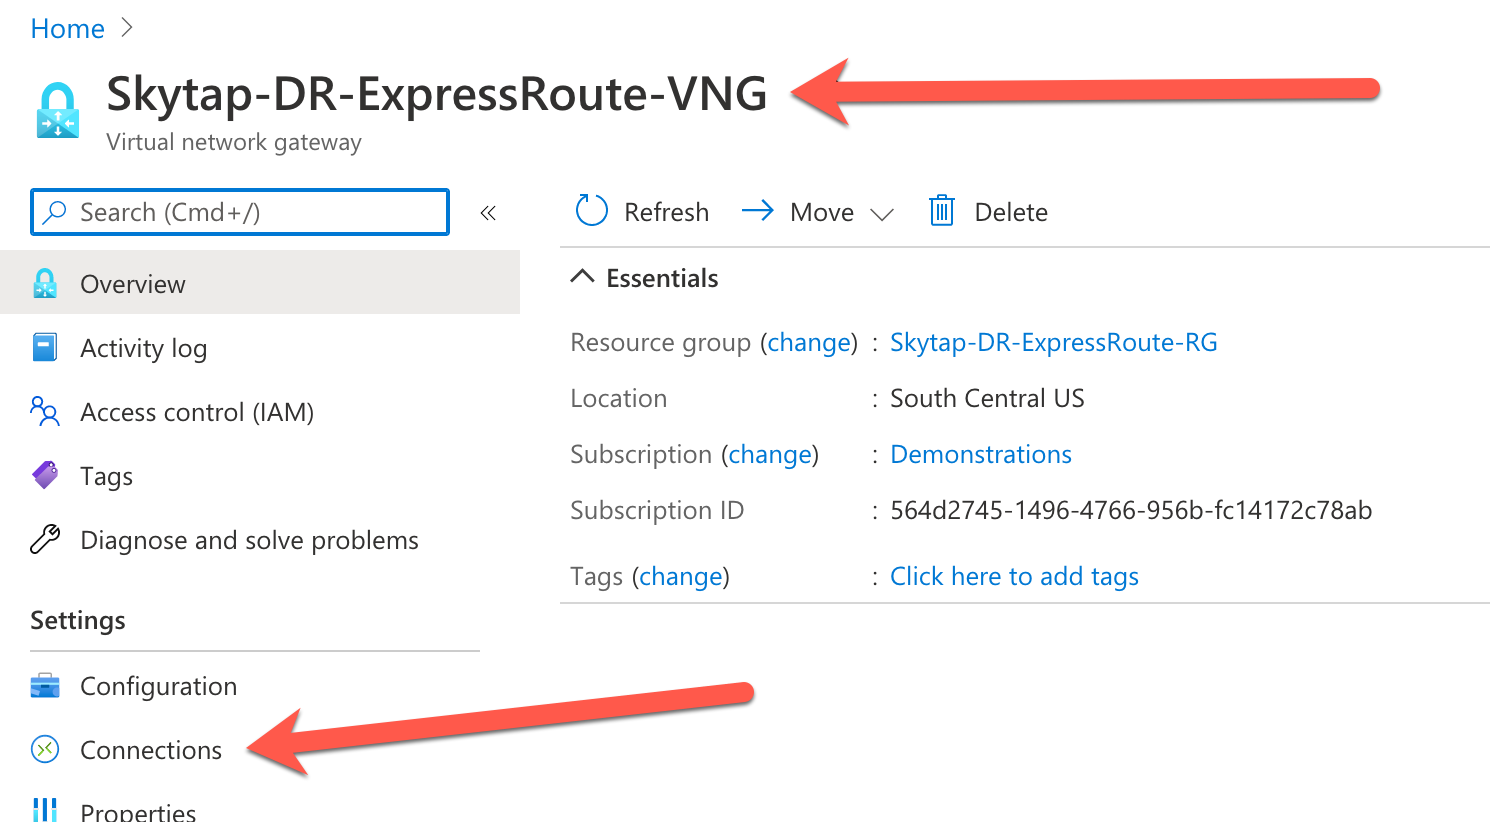 Home
Skytap-DR-ExpressRoute-VNG
Virtual network gateway
Search (Cmd+/)
Refresh
Move
Delete
Overview
Activity log
Access control (IAM)
Tags
Diagnose and solve problems
Settings
Configuration
Connections
Properties
Essentials
Resource group (change) : Skytap-DR-ExpressRoute-RG
Location : South Central US
Subscription (change) : Demonstrations
Subscription ID : 564d2745-1496-4766-956b-fc14172c78ab
Tags (change) : Click here to add tags